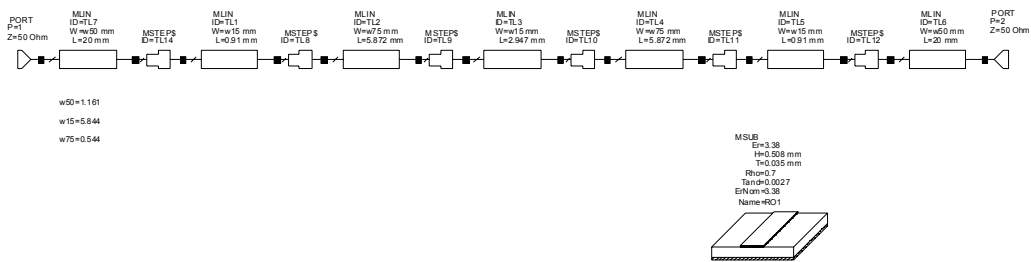 PORT
P=1
Z=50 Ohm
MLIN
ID=TL7
W=w50 mm
L=20 mm
MSTEP$
ID=TL14
MLIN
ID=TL1
W=w15 mm
L=0.91 mm
MSTEP$
ID=TL8
MLIN
ID=TL2
W=w75 mm
L=5.872 mm
MSTEP$
ID=TL9
MLIN
ID=TL3
W=w15 mm
L=2.947 mm
MSTEP$
ID=TL10
MLIN
ID=TL4
W=w75 mm
L=5.872 mm
MSTEP$
ID=TL11
MLIN
ID=TL5
W=w15 mm
L=0.91 mm
MSTEP$
ID=TL12
MLIN
ID=TL6
W=w50 mm
L=20 mm
PORT
P=2
Z=50 Ohm
w50=1.161
w15=5.844
w75=0.544
MSUB
Er=3.38
H=0.508 mm
T=0.035 mm
Rho=0.7
Tand=0.0027
ErNom=3.38
Name=RO1